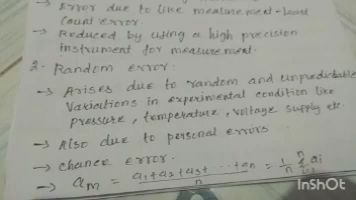 → Error due to like measurement - Least
Count error.
→ Reduced by using a high precision
instrument for measurement.
2. Random error.
→ Arises due to random and unpredictable
Variations in experimental condition like
pressure, temperature, voltage supply etc.
→ Also due to personal errors
→ chance error.
→ am = a1+a2+a3+ ... +an / n = 1/n Σ ai
InShOt